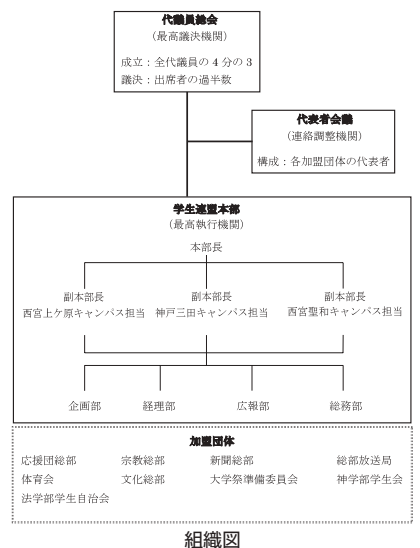 代議員総会
(最高議決機関)
成立：全代議員の4分の3
議決：出席者の過半数
代表者会議
(連絡調整機関)
構成：各加盟団体の代表者
学生連盟本部
(最高執行機関)
本部長
副本部長 副本部長 副本部長
西宮上ケ原キャンパス担当 神戸三田キャンパス担当 西宮聖和キャンパス担当
企画部 経理部 広報部 総務部
加盟団体
応援団総部 宗教総部 新聞総部 総部放送局
体育会 文化総部 大学祭準備委員会 神学部学生会
法学部学生自治会
組織図